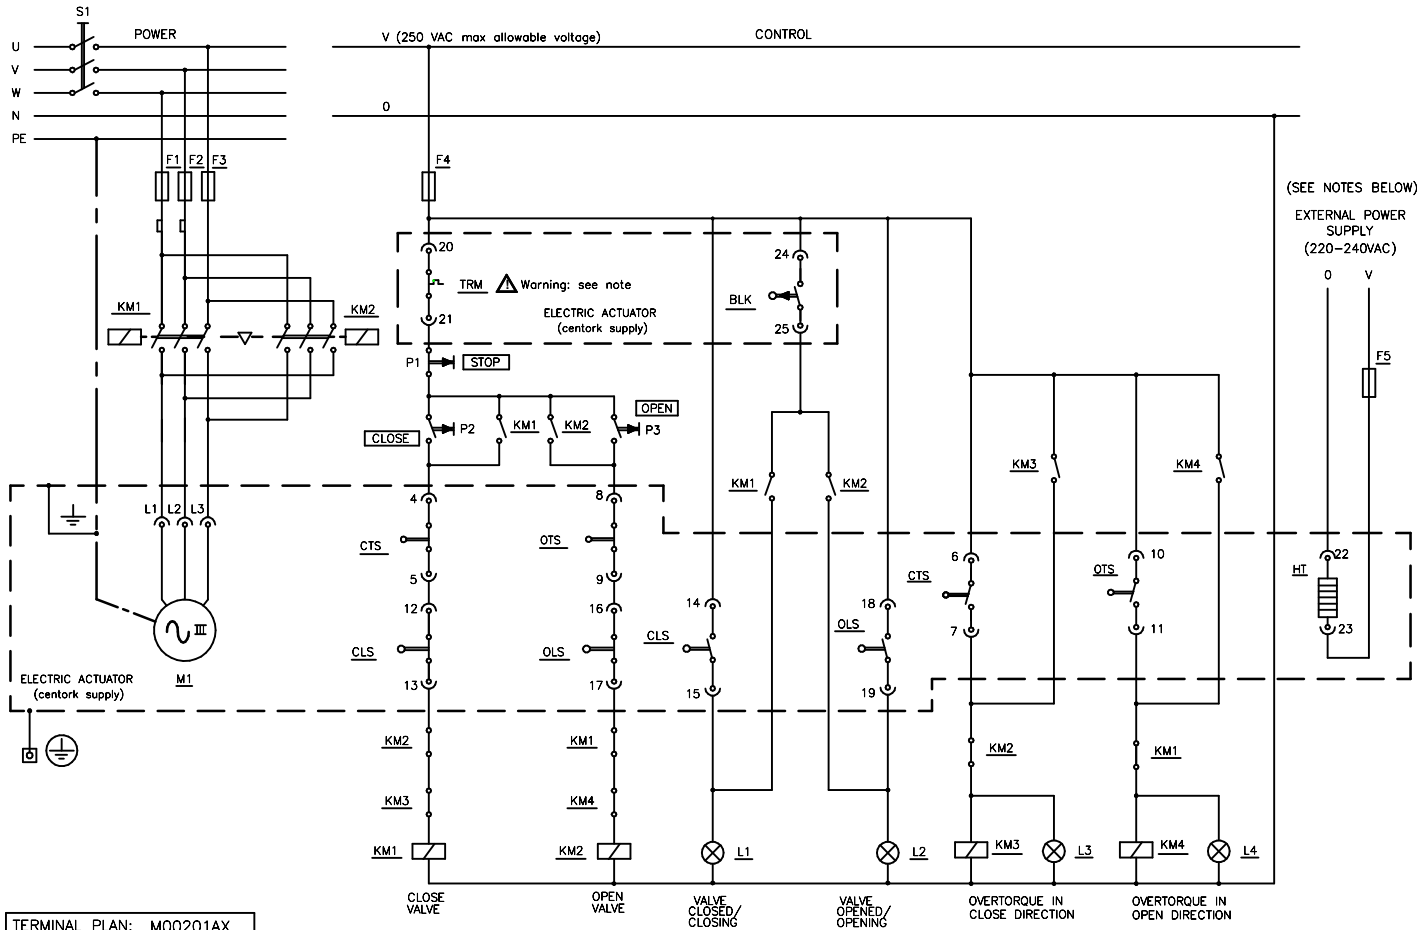 S1
POWER
V (250 VAC max allowable voltage)
CONTROL
U
V
W
N
PE
0
F1
F2
F3
F4
(SEE NOTES BELOW)
EXTERNAL POWER
SUPPLY
(220-240VAC)
0
V
20
TRM
Warning: see note
21
ELECTRIC ACTUATOR
(centork supply)
24
BLK
25
KM1
KM2
P1
STOP
F5
CLOSE
P2
KM1
KM2
OPEN
P3
KM1
KM2
KM3
KM4
L1
L2
L3
4
CTS
5
12
CLS
13
8
OTS
9
16
OLS
17
14
CLS
15
18
OLS
19
6
CTS
7
10
OTS
11
22
HT
23
III
M1
ELECTRIC ACTUATOR
(centork supply)
KM2
KM1
KM2
KM1
KM3
KM4
KM1
KM2
L1
L2
KM3
L3
KM4
L4
CLOSE
VALVE
OPEN
VALVE
VALVE
CLOSED/
CLOSING
VALVE
OPENED/
OPENING
OVERTORQUE IN
CLOSE DIRECTION
OVERTORQUE IN
OPEN DIRECTION
TERMINAL PLAN: M00201AX